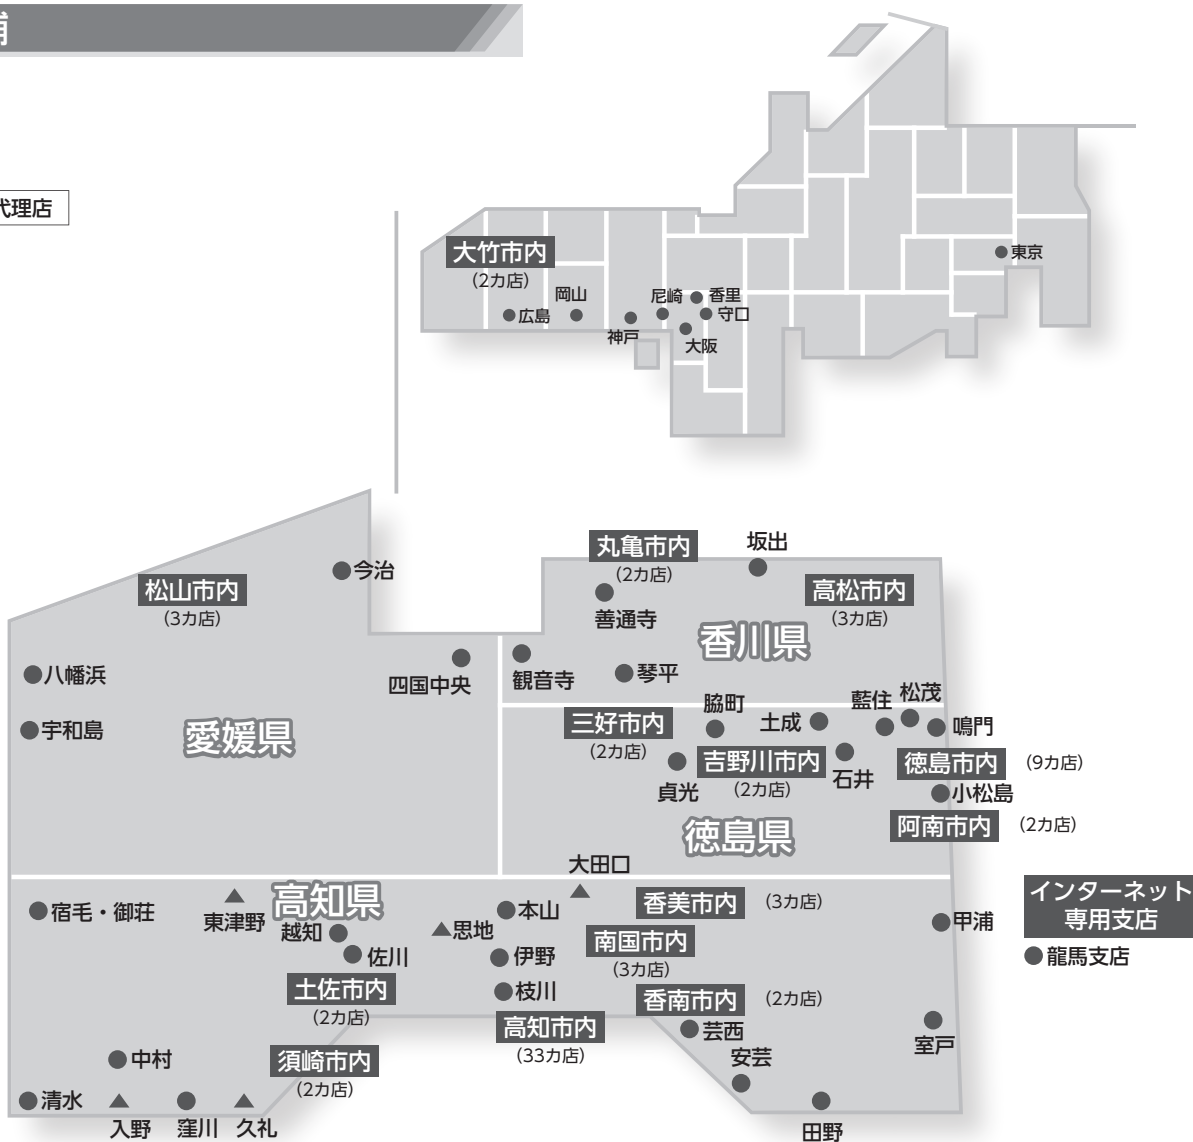 代理店
大竹市内
(2カ店)
広島
岡山
神戸
尼崎
香里
守口
大阪
東京
松山市内
(3カ店)
今治
八幡浜
宇和島
四国中央
愛媛県
丸亀市内
(2カ店)
善通寺
坂出
高松市内
(3カ店)
香川県
観音寺
琴平
三好市内
(2カ店)
脇町
土成
藍住
松茂
鳴門
貞光
吉野川市内
(2カ店)
石井
徳島市内
(9カ店)
小松島
徳島県
阿南市内
(2カ店)
大田口
宿毛・御荘
東津野
高知県
越知
佐川
思地
本山
伊野
枝川
香美市内
(3カ店)
南国市内
(3カ店)
香南市内
(2カ店)
甲浦
インターネット
専用支店
龍馬支店
土佐市内
(2カ店)
高知市内
(33カ店)
芸西
安芸
室戸
中村
須崎市内
(2カ店)
清水
入野
窪川
久礼
田野